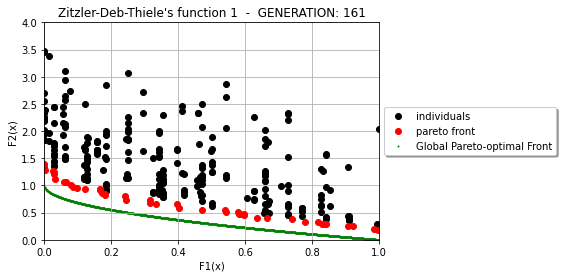 Zitzler-Deb-Thiele's function 1 - GENERATION: 161
4.0
3.5
3.0
2.5
2.0
1.5
1.0
0.5
0.0
F2(x)
0.0 0.2 0.4 0.6 0.8 1.0
F1(x)
individuals
pareto front
Global Pareto-optimal Front